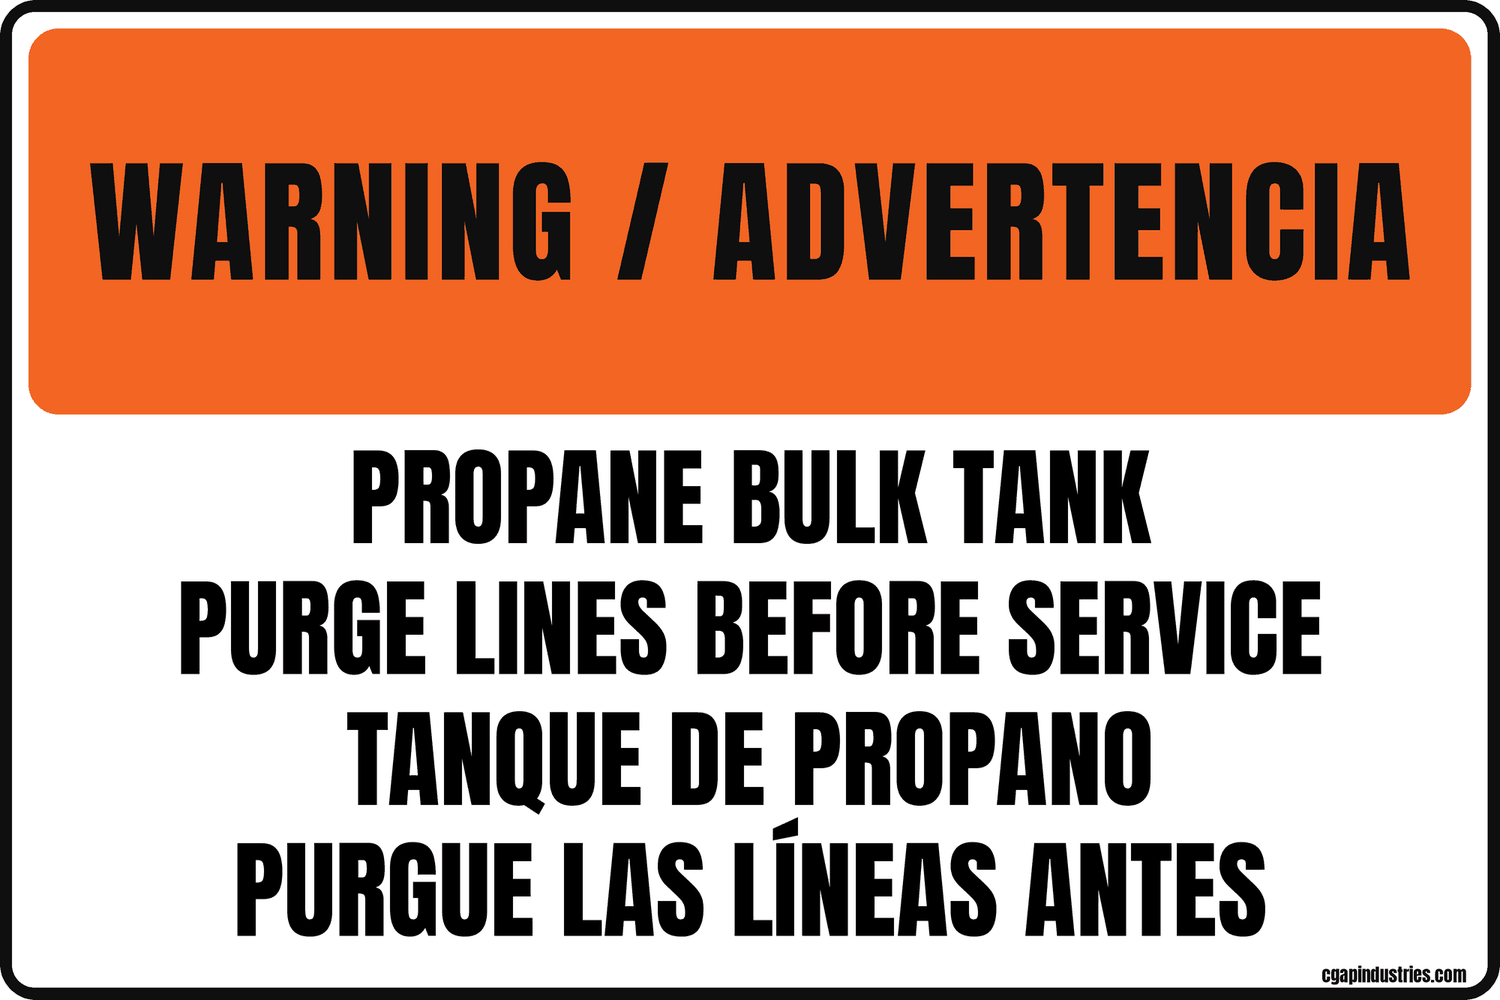 WARNING / ADVERTENCIA
PROPANE BULK TANK
PURGE LINES BEFORE SERVICE
TANQUE DE PROPANO
PURGUE LAS LÍNEAS ANTES
cgapindustries.com